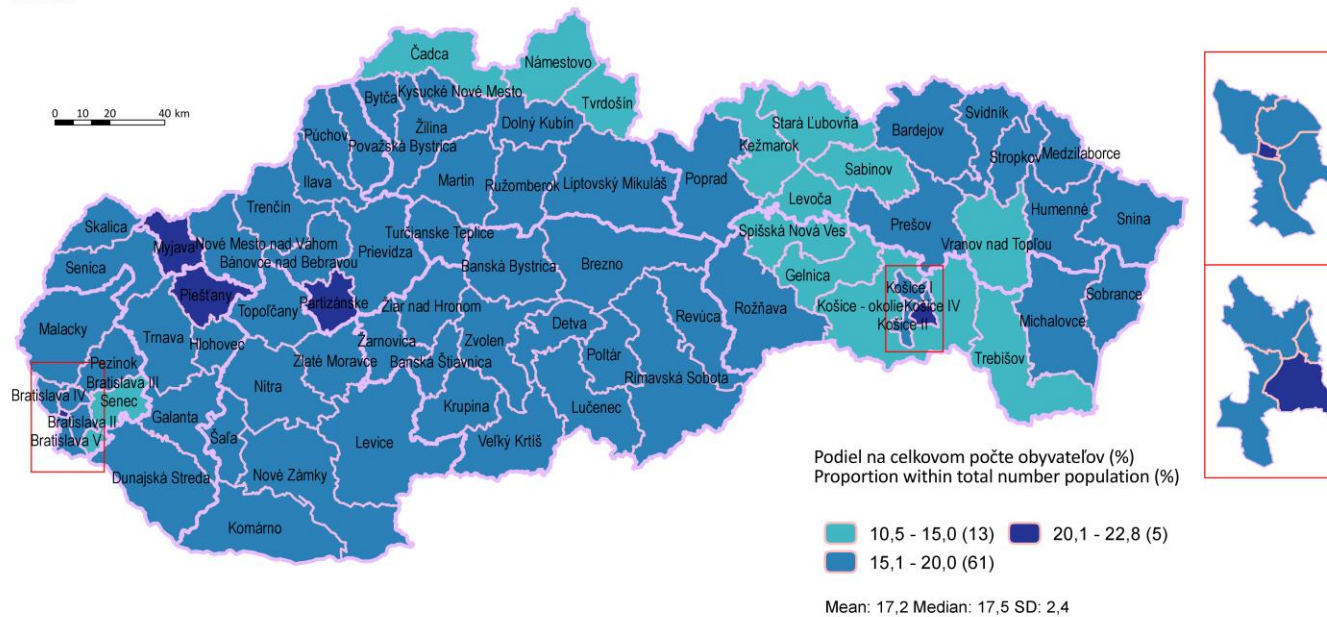 Čadca
Námestovo
Bytča
Kysucké Nové Mesto
Tvrdošín
0 10 20 40 km
Púchov
Žilina
Dolný Kubín
Stará Ľubovňa
Svidník
Bardejov
Považská Bystrica
Kežmarok
Stropkov
Medzilaborce
Ilava
Martin
Ružomberok
Liptovský Mikuláš
Poprad
Sabinov
Levoča
Trenčín
Humenné
Snina
Skalica
Turčianske Teplice
Prešov
Myjava
Nové Mesto nad Váhom
Prievidza
Spišská Nová Ves
Vranov nad Topľou
Senica
Bánovce nad Bebravou
Banská Bystrica
Brezno
Gelnica
Piešťany
Partizánske
Košice I
Sobrance
Topoľčany
Žiar nad Hronom
Revúca
Rožňava
Košice - okolie
Košice IV
Malacky
Trnava
Hlohovec
Detva
Košice II
Michalovce
Žarnovica
Zvolen
Pezinok
Zlaté Moravce
Banská Štiavnica
Poltár
Trebišov
Bratislava III
Nitra
Rimavská Sobota
Bratislava IV
Senec
Krupina
Lučenec
Bratislava II
Galanta
Bratislava V
Šaľa
Levice
Veľký Krtíš
Dunajská Streda
Nové Zámky
Komárno
Podiel na celkovom počte obyvateľov (%)
Proportion within total number population (%)
10,5 - 15,0 (13)
20,1 - 22,8 (5)
15,1 - 20,0 (61)
Mean: 17,2 Median: 17,5 SD: 2,4